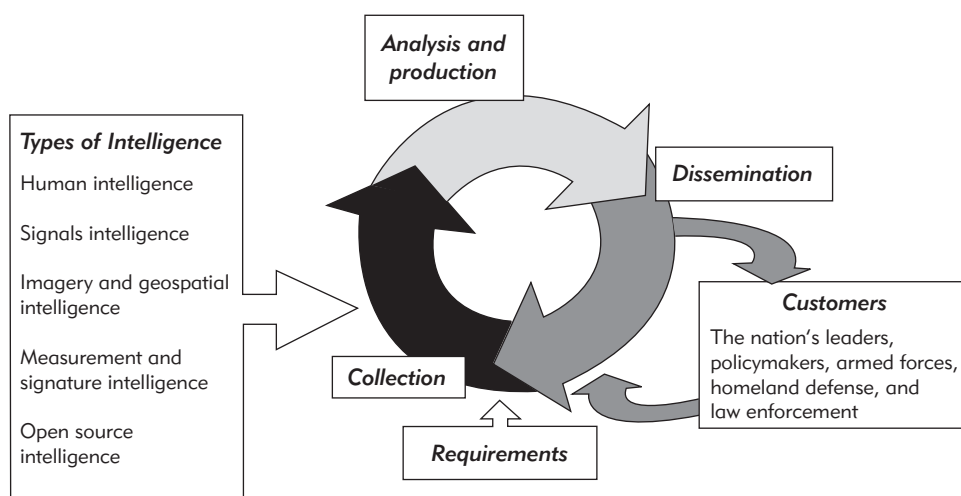 Analysis and
production
Types of Intelligence
Human intelligence
Signals intelligence
Imagery and geospatial
intelligence
Measurement and
signature intelligence
Open source
intelligence
Dissemination
Customers
The nation's leaders,
policymakers, armed forces,
homeland defense, and
law enforcement
Collection
Requirements